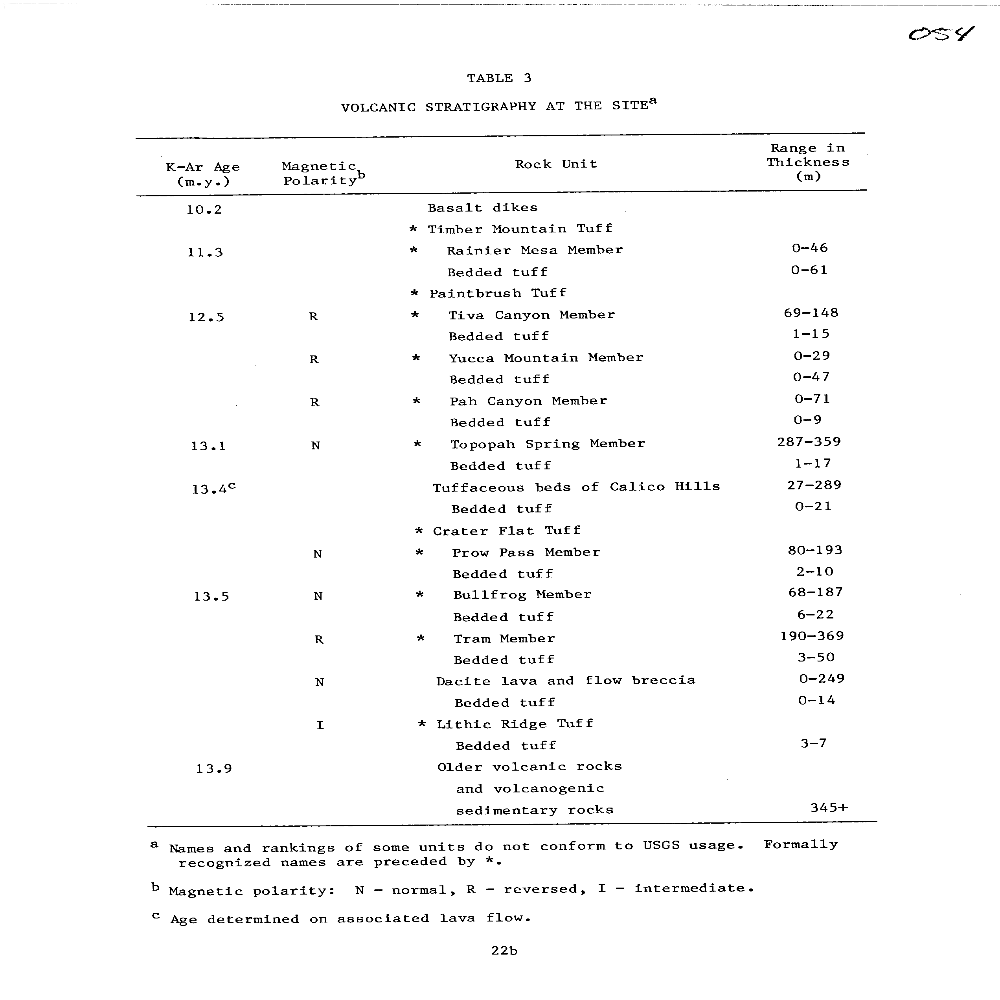 054
TABLE 3
VOLCANIC STRATIGRAPHY AT THE SITEa
K-Ar Age (m.y.) Magnetic Polarityb Rock Unit Range in Thickness (m)
10.2 Basalt dikes
* Timber Mountain Tuff
11.3 * Rainier Mesa Member 0-46
Bedded tuff 0-61
* Paintbrush Tuff
12.5 R * Tiva Canyon Member 69-148
Bedded tuff 1-15
R * Yucca Mountain Member 0-29
Bedded tuff 0-47
R * Pah Canyon Member 0-71
Bedded tuff 0-9
13.1 N * Topopah Spring Member 287-359
Bedded tuff 1-17
13.4c Tuffaceous beds of Calico Hills 27-289
Bedded tuff 0-21
* Crater Flat Tuff
N * Prow Pass Member 80-193
Bedded tuff 2-10
13.5 N * Bullfrog Member 68-187
Bedded tuff 6-22
R * Tram Member 190-369
Bedded tuff 3-50
N Dacite lava and flow breccia 0-249
Bedded tuff 0-14
I * Lithic Ridge Tuff
Bedded tuff 3-7
13.9 Older volcanic rocks
and volcanogenic
sedimentary rocks 345+
a Names and rankings of some units do not conform to USGS usage. Formally
recognized names are preceded by *.
b Magnetic polarity: N - normal, R - reversed, I - intermediate.
c Age determined on associated lava flow.
22b